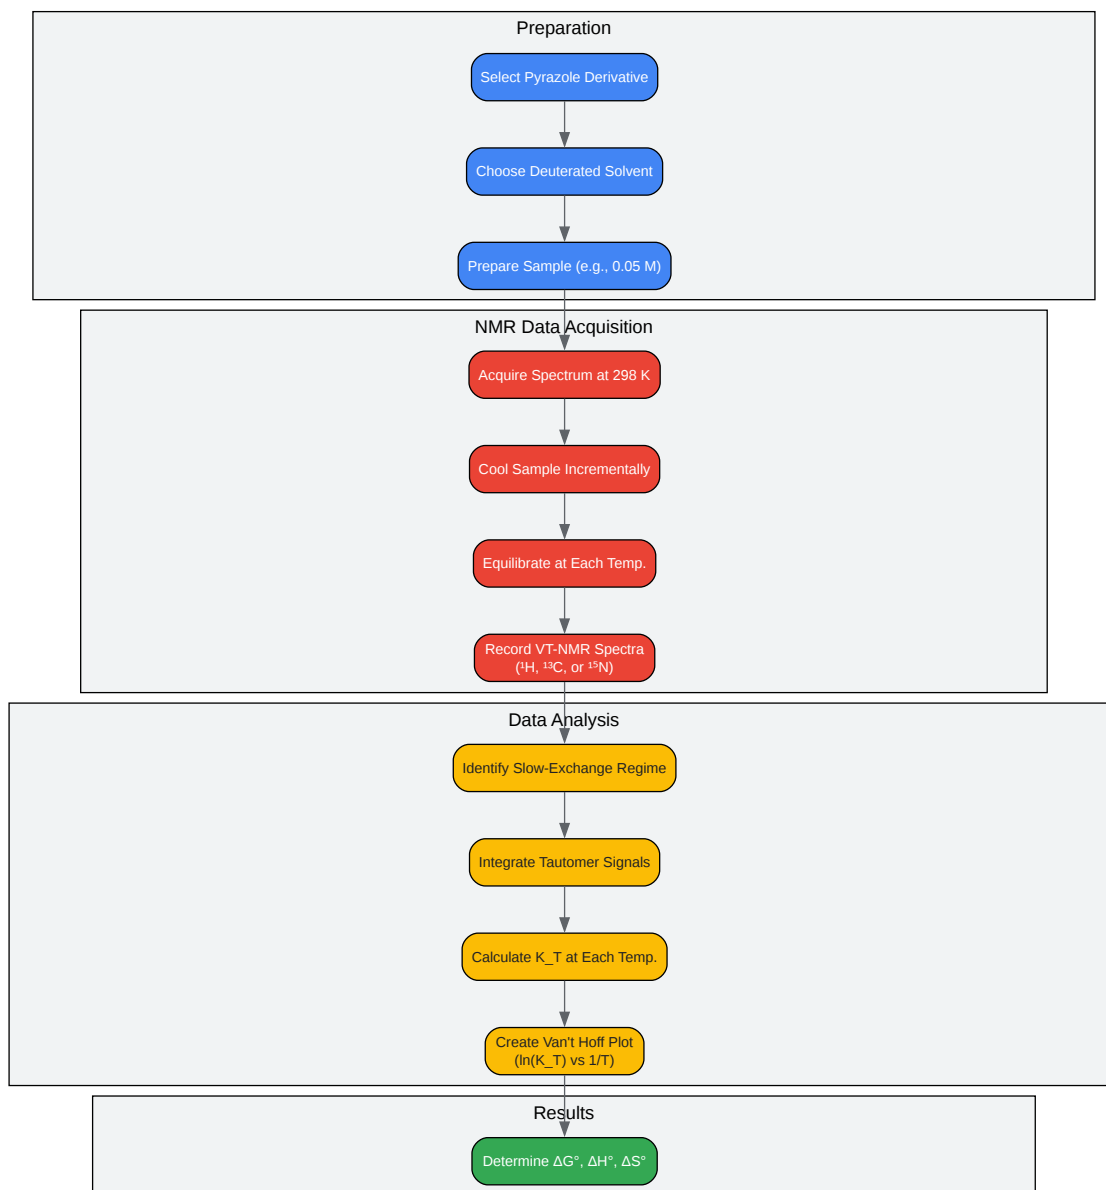 Preparation
Select Pyrazole Derivative
Choose Deuterated Solvent
Prepare Sample (e.g., 0.05 M)
NMR Data Acquisition
Acquire Spectrum at 298 K
Cool Sample Incrementally
Equilibrate at Each Temp.
Record VT-NMR Spectra
(¹H, ¹³C, or ¹⁵N)
Data Analysis
Identify Slow-Exchange Regime
Integrate Tautomer Signals
Calculate K_T at Each Temp.
Create Van't Hoff Plot
(ln(K_T) vs 1/T)
Results
Determine ΔG°, ΔH°, ΔS°